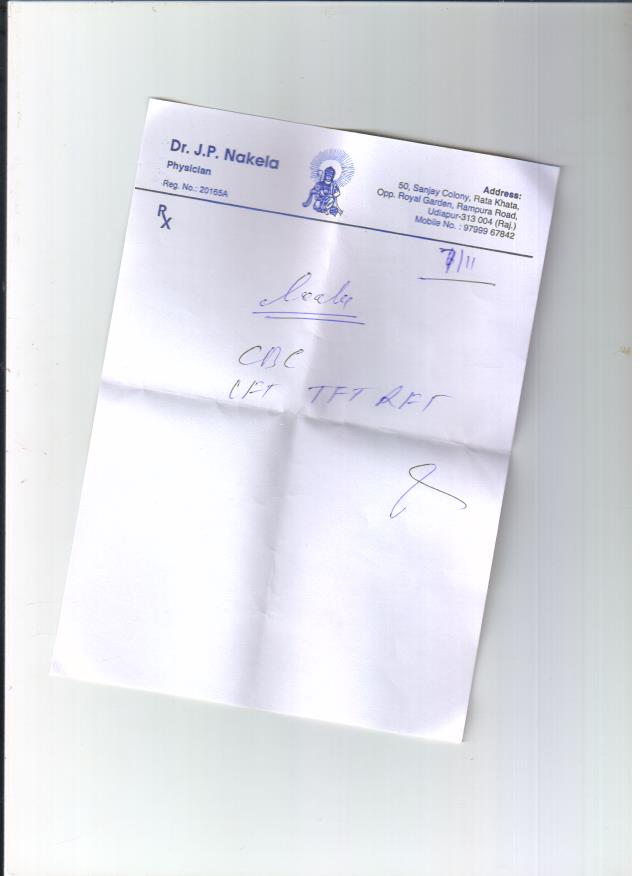 Dr. J.P. Nakela
Physician
Reg. No.: 20165A
Address:
50, Sanjay Colony, Rata Khata,
Opp. Royal Garden, Rampura Road,
Udiapur-313 004 (Raj.)
Mobile No. : 97999 67842
Rx
7/11
CBC
LFT TFT RFT